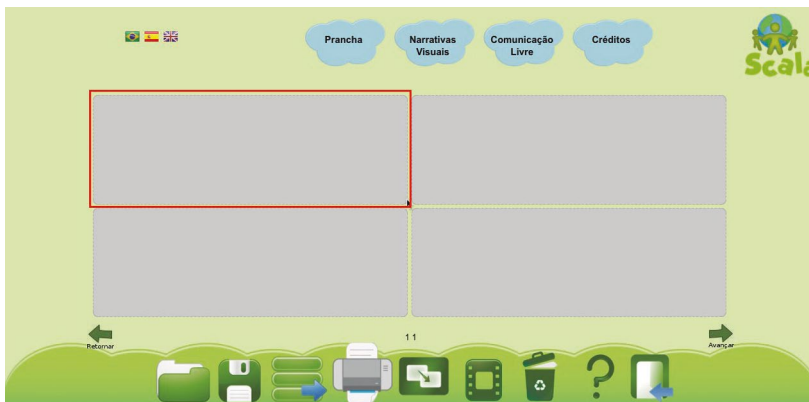 Prancha
Narrativas
Visuais
Comunicação
Livre
Créditos
Scala
Retornar
1 1
Avançar